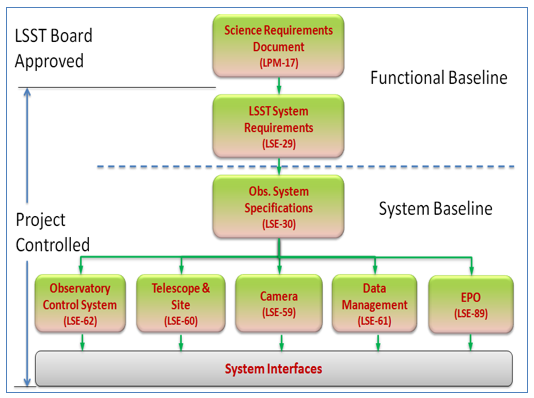 LSST Board
Approved
Science Requirements
Document
(LPM-17)
Functional Baseline
LSST System
Requirements
(LSE-29)
Obs. System
Specifications
(LSE-30)
System Baseline
Project
Controlled
Observatory
Control System
(LSE-62)
Telescope &
Site
(LSE-60)
Camera
(LSE-59)
Data
Management
(LSE-61)
EPO
(LSE-89)
System Interfaces